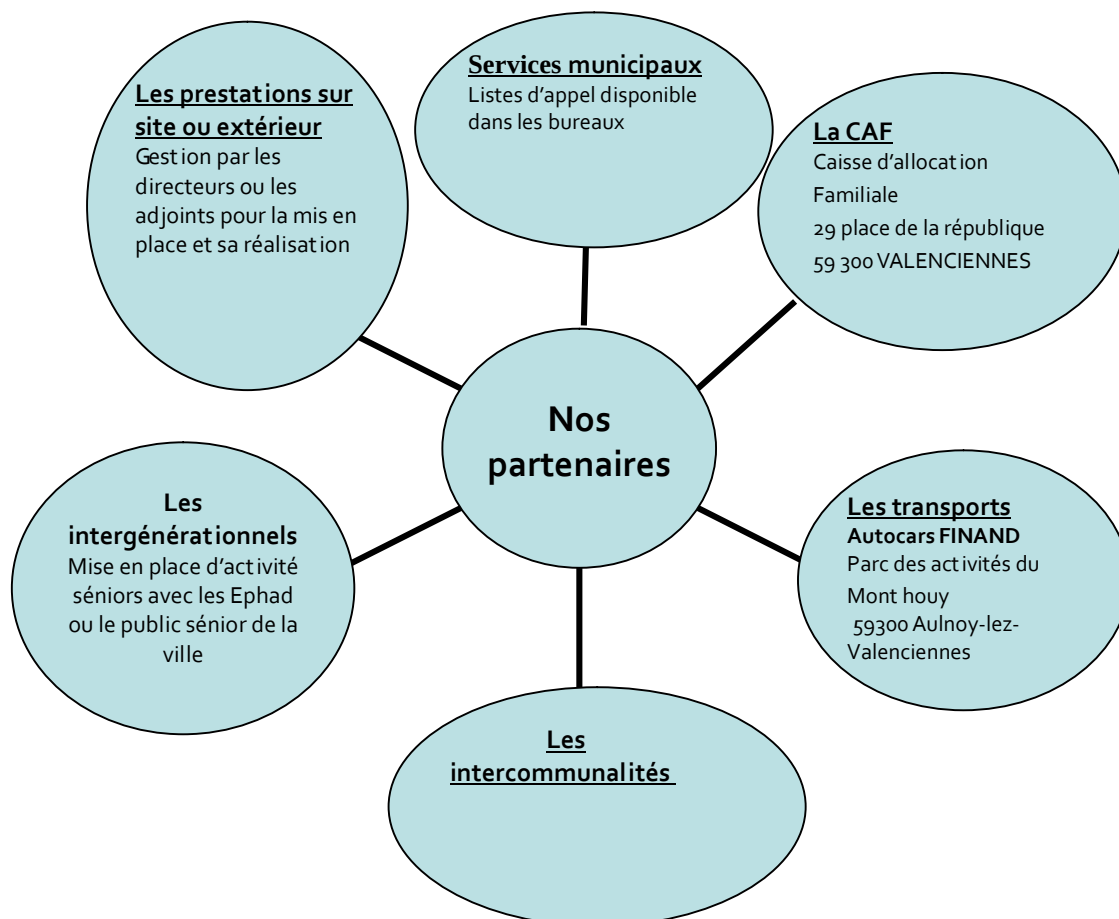 Les prestations sur
site ou extérieur
Gestion par les
directeurs ou les
adjoints pour la mis en
place et sa réalisation
Services municipaux
Listes d'appel disponible
dans les bureaux
La CAF
Caisse d'allocation
Familiale
29 place de la république
59 300 VALENCIENNES
Nos
partenaires
Les
intergénérationnels
Mise en place d'activité
séniors avec les Ephad
ou le public sénior de la
ville
Les transports
Autocars FINAND
Parc des activités du
Mont houy
59300 Aulnoy-lez-
Valenciennes
Les
intercommunalités